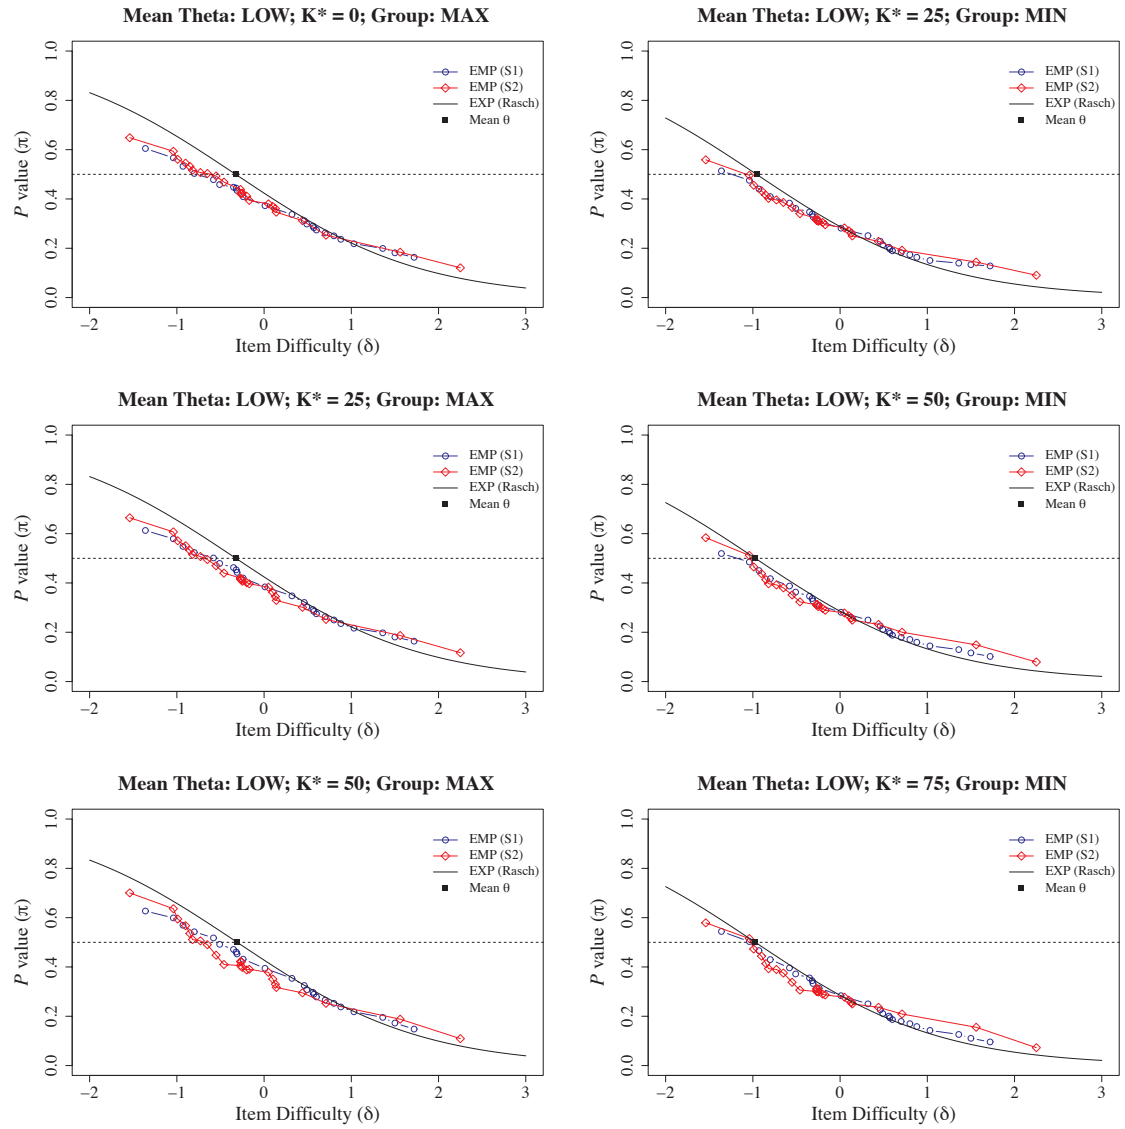 Mean Theta: LOW; K* = 0; Group: MAX
P value (π)
1.0
0.8
0.6
0.4
0.2
0.0
EMP (S1)
EMP (S2)
EXP (Rasch)
Mean θ
−2 −1 0 1 2 3
Item Difficulty (δ)
Mean Theta: LOW; K* = 25; Group: MIN
P value (π)
1.0
0.8
0.6
0.4
0.2
0.0
EMP (S1)
EMP (S2)
EXP (Rasch)
Mean θ
−2 −1 0 1 2 3
Item Difficulty (δ)
Mean Theta: LOW; K* = 25; Group: MAX
P value (π)
1.0
0.8
0.6
0.4
0.2
0.0
EMP (S1)
EMP (S2)
EXP (Rasch)
Mean θ
−2 −1 0 1 2 3
Item Difficulty (δ)
Mean Theta: LOW; K* = 50; Group: MIN
P value (π)
1.0
0.8
0.6
0.4
0.2
0.0
EMP (S1)
EMP (S2)
EXP (Rasch)
Mean θ
−2 −1 0 1 2 3
Item Difficulty (δ)
Mean Theta: LOW; K* = 50; Group: MAX
P value (π)
1.0
0.8
0.6
0.4
0.2
0.0
EMP (S1)
EMP (S2)
EXP (Rasch)
Mean θ
−2 −1 0 1 2 3
Item Difficulty (δ)
Mean Theta: LOW; K* = 75; Group: MIN
P value (π)
1.0
0.8
0.6
0.4
0.2
0.0
EMP (S1)
EMP (S2)
EXP (Rasch)
Mean θ
−2 −1 0 1 2 3
Item Difficulty (δ)